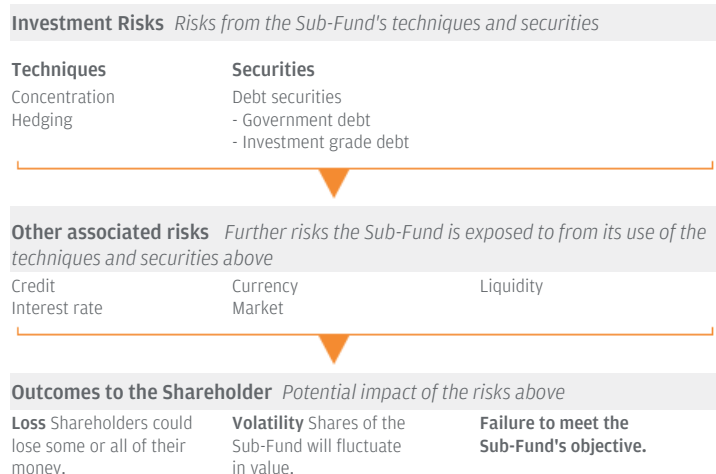 Investment Risks Risks from the Sub-Fund's techniques and securities
Techniques
Concentration
Hedging
Securities
Debt securities
- Government debt
- Investment grade debt
Other associated risks Further risks the Sub-Fund is exposed to from its use of the
techniques and securities above
Credit
Interest rate
Currency
Market
Liquidity
Outcomes to the Shareholder Potential impact of the risks above
Loss Shareholders could
lose some or all of their
money.
Volatility Shares of the
Sub-Fund will fluctuate
in value.
Failure to meet the
Sub-Fund's objective.